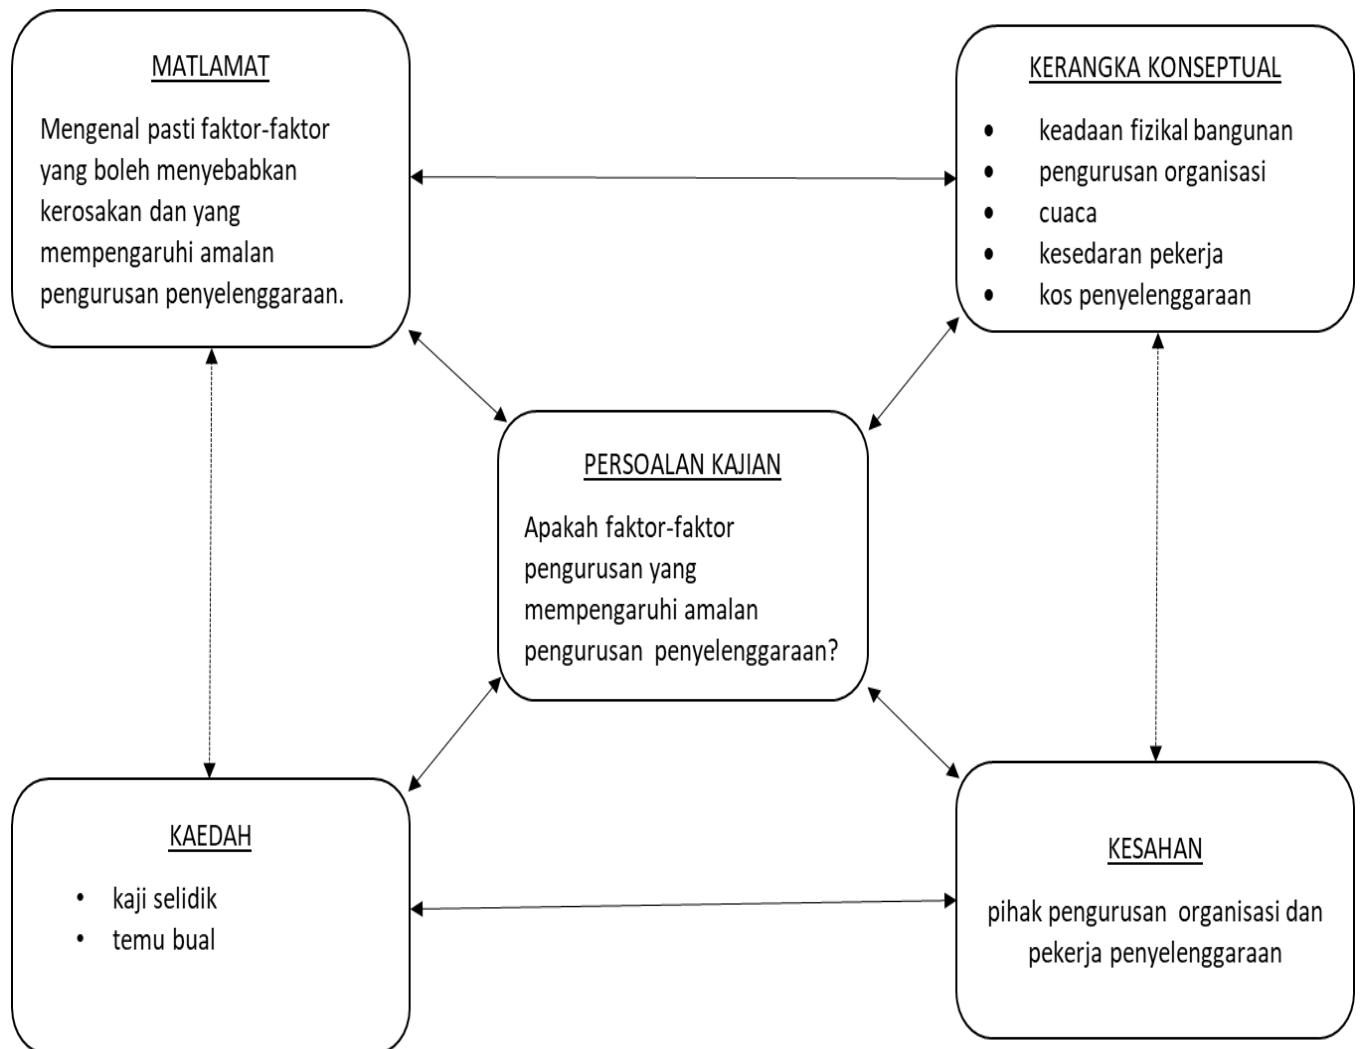 MATLAMAT
Mengenal pasti faktor-faktor
yang boleh menyebabkan
kerosakan dan yang
mempengaruhi amalan
pengurusan penyelenggaraan.
KERANGKA KONSEPTUAL
• keadaan fizikal bangunan
• pengurusan organisasi
• cuaca
• kesedaran pekerja
• kos penyelenggaraan
PERSOALAN KAJIAN
Apakah faktor-faktor
pengurusan yang
mempengaruhi amalan
pengurusan penyelenggaraan?
KAEDAH
• kaji selidik
• temu bual
KESAHAN
pihak pengurusan organisasi dan
pekerja penyelenggaraan